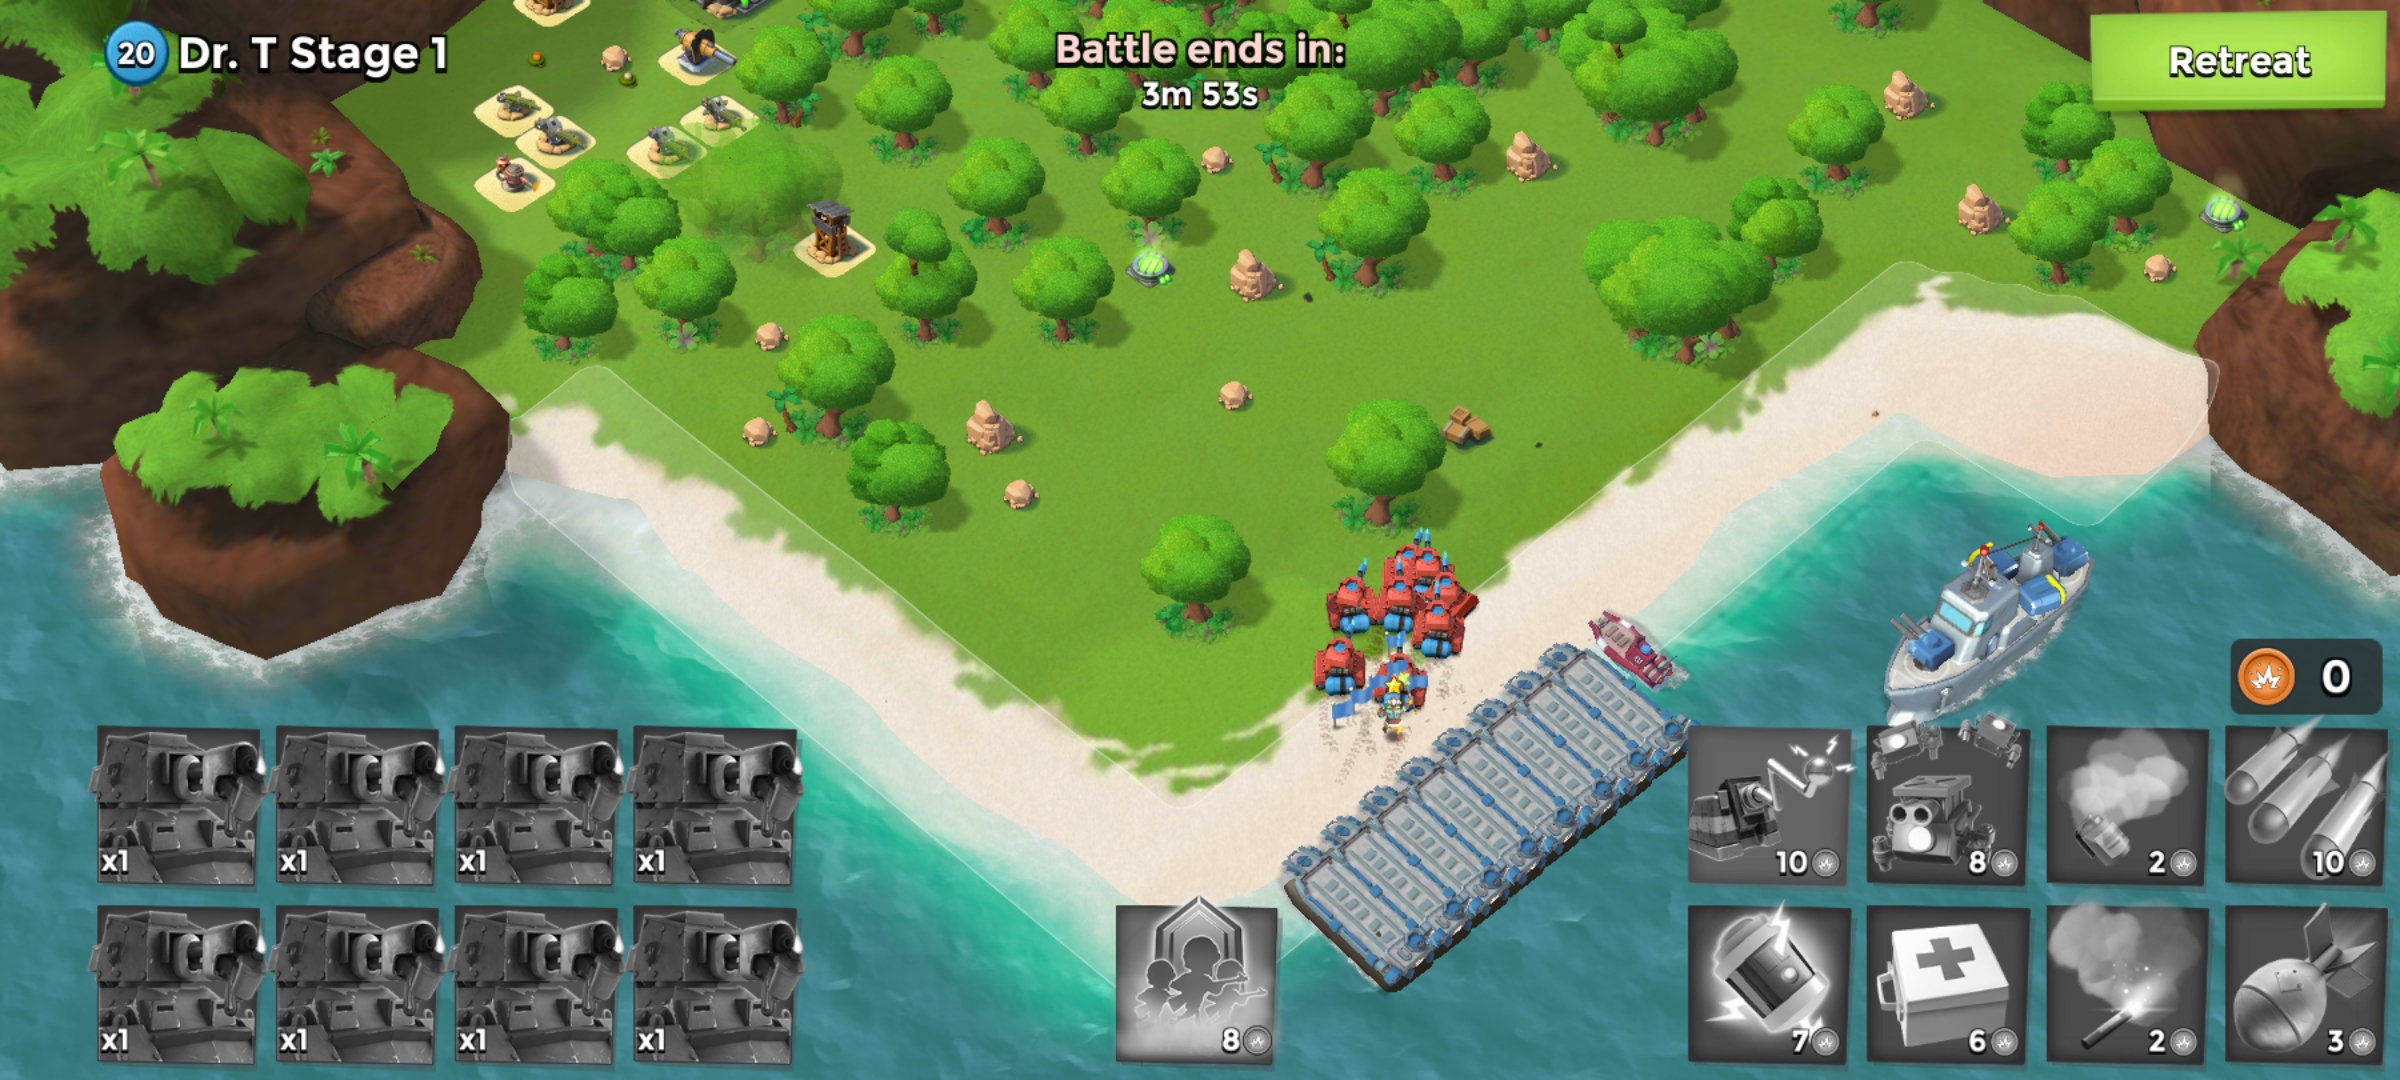 20 Dr. T Stage 1
Battle ends in:
3m 53s
Retreat
0
x1 x1 x1 x1
10 8 2 10
x1 x1 x1 x1
8
7 6 2 3